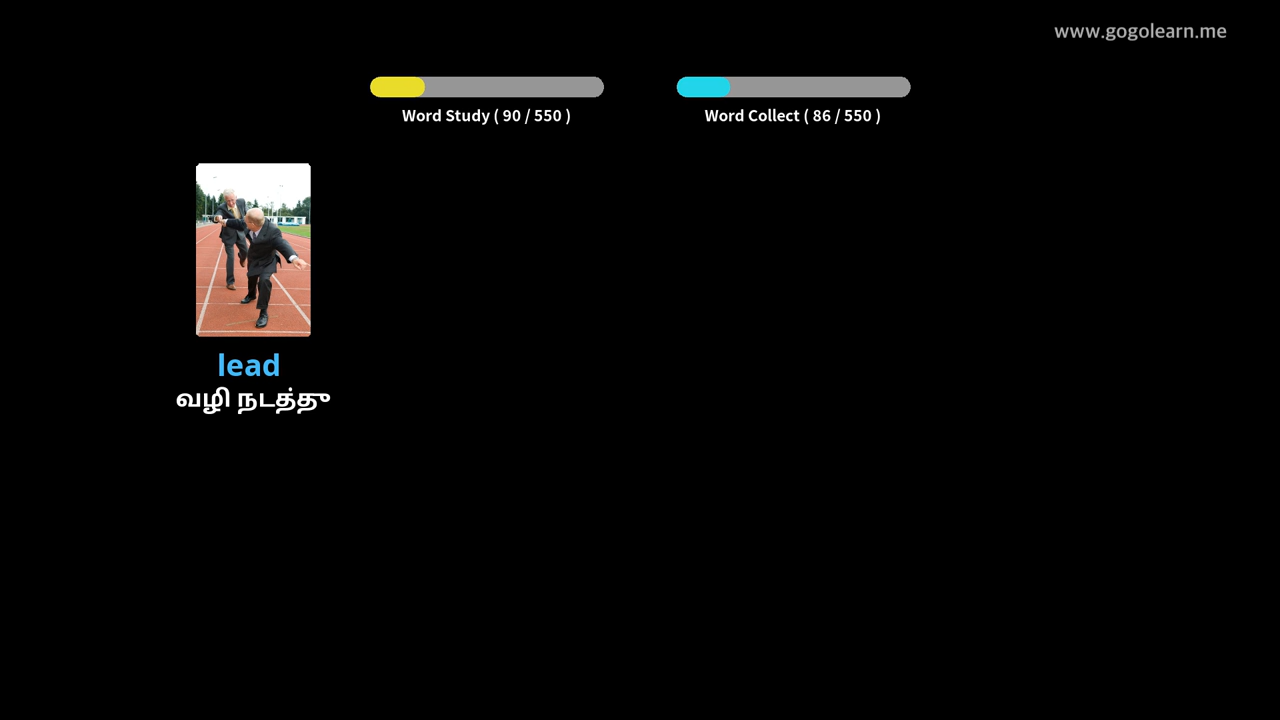 www.gogolearn.me
Word Study ( 90 / 550 )
Word Collect ( 86 / 550 )
lead
வழி நடத்து